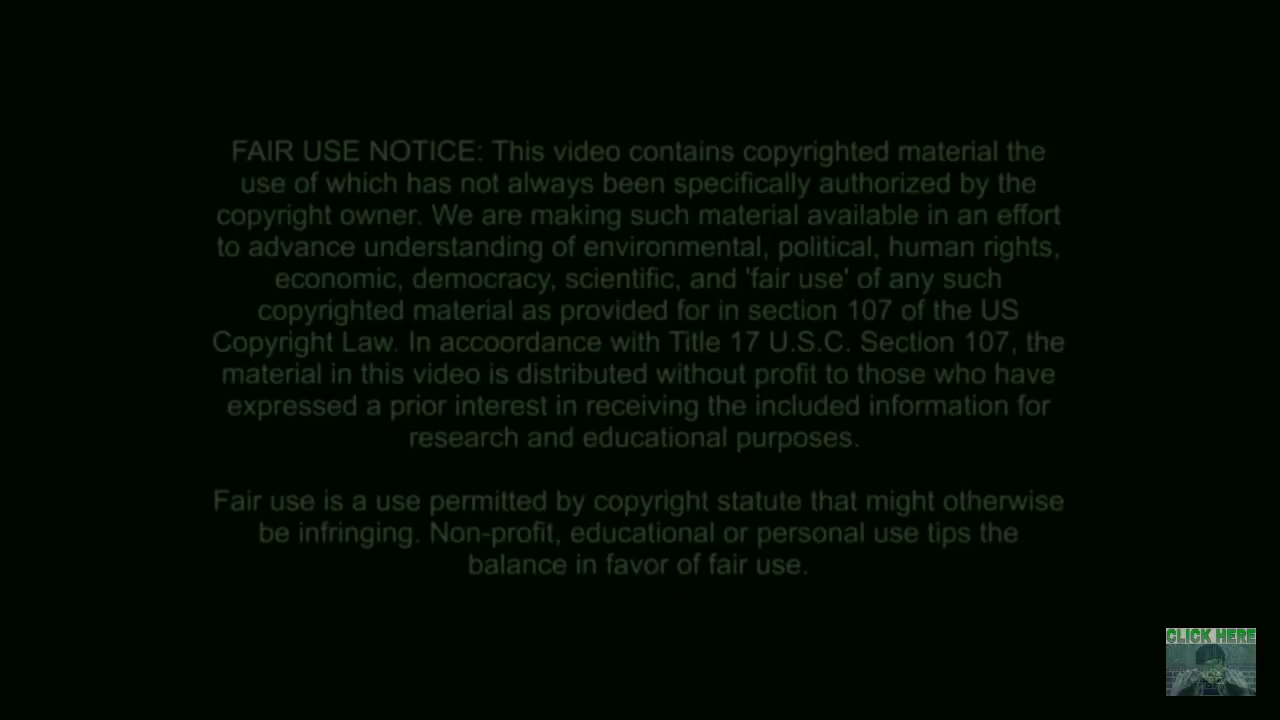 FAIR USE NOTICE: This video contains copyrighted material the
use of which has not always been specifically authorized by the
copyright owner. We are making such material available in an effort
to advance understanding of environmental, political, human rights,
economic, democracy, scientific, and 'fair use' of any such
copyrighted material as provided for in section 107 of the US
Copyright Law. In accoordance with Title 17 U.S.C. Section 107, the
material in this video is distributed without profit to those who have
expressed a prior interest in receiving the included information for
research and educational purposes.
Fair use is a use permitted by copyright statute that might otherwise
be infringing. Non-profit, educational or personal use tips the
balance in favor of fair use.
CLICK HERE